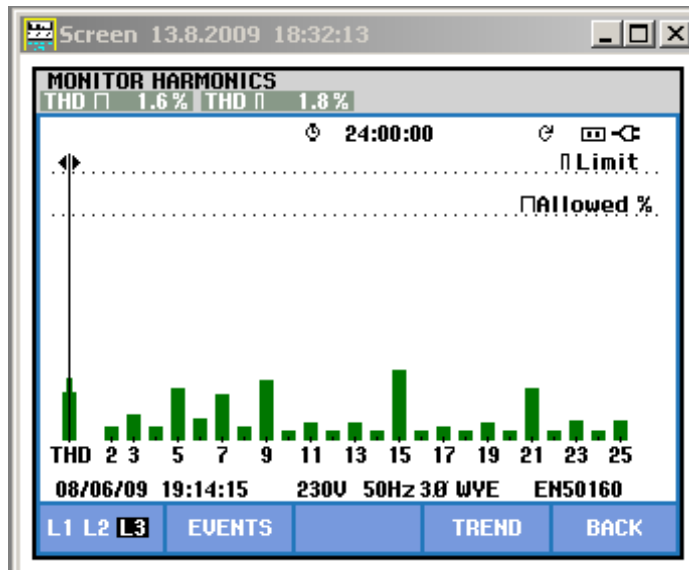 Screen 13.8.2009 18:32:13
MONITOR HARMONICS
THD 1.6% THD 1.8%
24:00:00
Limit
Allowed %
THD 2 3 5 7 9 11 13 15 17 19 21 23 25
08/06/09 19:14:15 230V 50Hz 3Ø WYE EN50160
L1 L2 L3 EVENTS TREND BACK